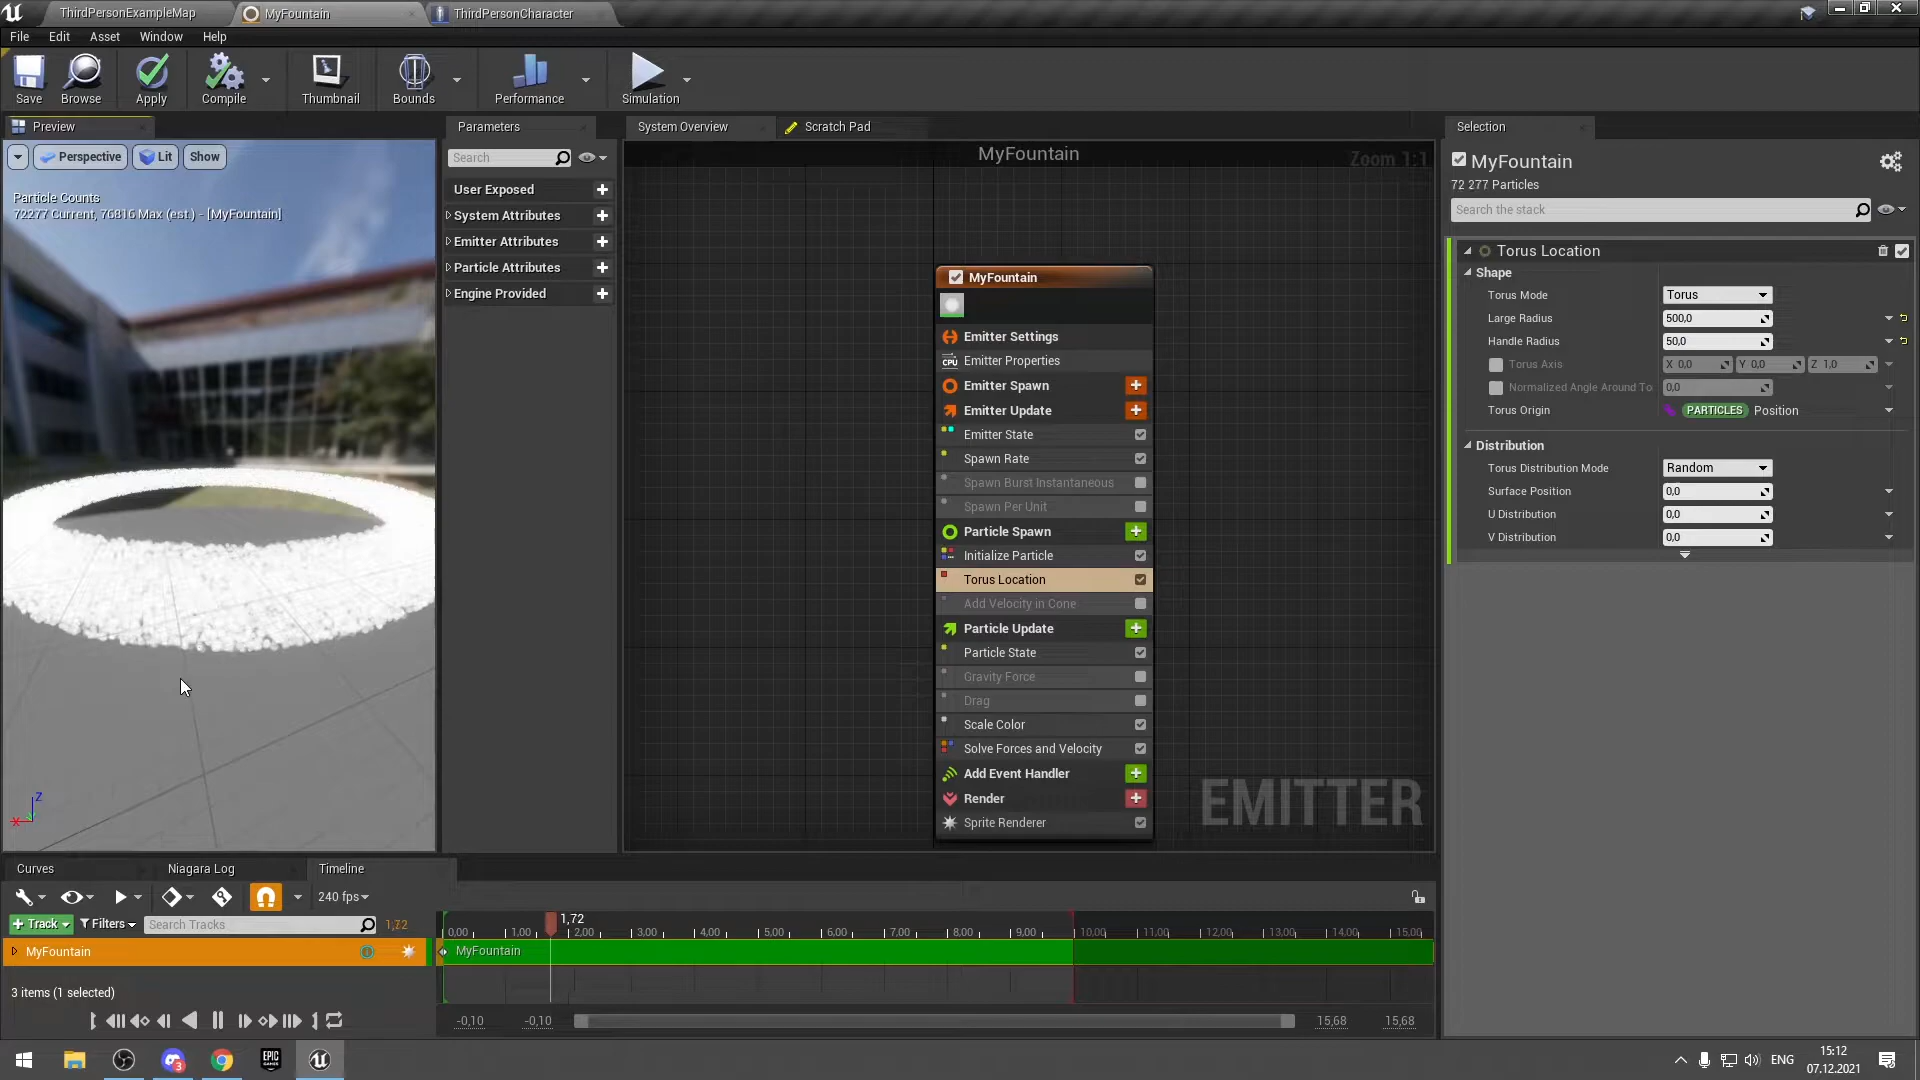 ThirdPersonExampleMap
MyFountain
ThirdPersonCharacter
File Edit Asset Window Help
Save Browse Apply Compile Thumbnail Bounds Performance Simulation
Preview
Perspective Lit Show
Particle Counts
72277 Current, 76816 Max (est.) - [MyFountain]
Z
X
Parameters
Search
User Exposed
System Attributes
Emitter Attributes
Particle Attributes
Engine Provided
System Overview
Scratch Pad
MyFountain
Zoom 1:1
MyFountain
Emitter Settings
CPU Emitter Properties
Emitter Spawn
Emitter Update
Emitter State
Spawn Rate
Spawn Burst Instantaneous
Spawn Per Unit
Particle Spawn
Initialize Particle
Torus Location
Add Velocity in Cone
Particle Update
Particle State
Gravity Force
Drag
Scale Color
Solve Forces and Velocity
Add Event Handler
Render
Sprite Renderer
EMITTER
Selection
MyFountain
72 277 Particles
Search the stack
Torus Location
Shape
Torus Mode Torus
Large Radius 500,0
Handle Radius 50,0
Torus Axis X 0,0 Y 0,0 Z 1,0
Normalized Angle Around To 0,0
Torus Origin PARTICLES Position
Distribution
Torus Distribution Mode Random
Surface Position 0,0
U Distribution 0,0
V Distribution 0,0
Curves
Niagara Log
Timeline
240 fps
Track Filters Search Tracks 1,72
MyFountain
3 items (1 selected)
1,72
0,00 1,00 2,00 3,00 4,00 5,00 6,00 7,00 8,00 9,00 10,00 11,00 12,00 13,00 14,00 15,00
MyFountain
-0,10 -0,10 15,68 15,68
EPIC GAMES
3
ENG
15:12
07.12.2021